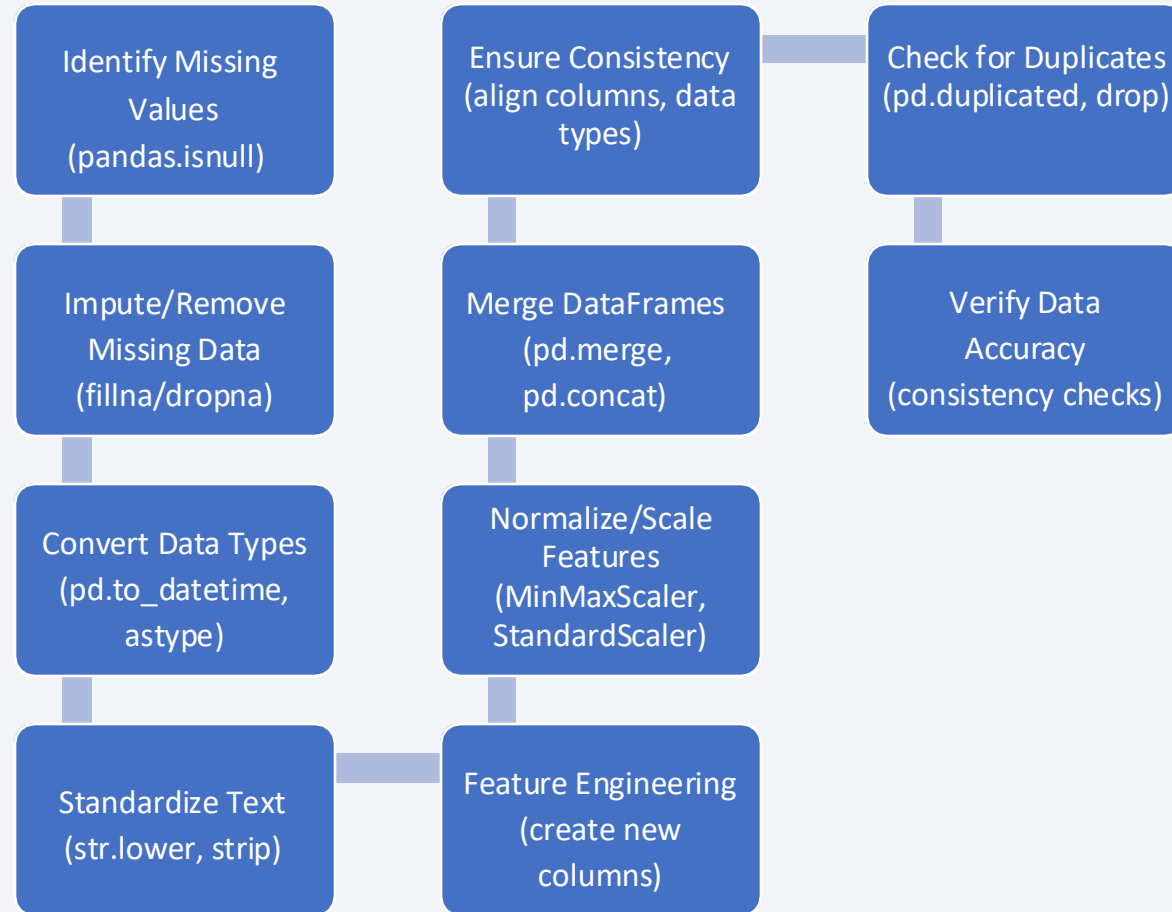 Identify Missing
Values
(pandas.isnull)
Impute/Remove
Missing Data
(fillna/dropna)
Convert Data Types
(pd.to_datetime,
astype)
Standardize Text
(str.lower, strip)
Feature Engineering
(create new
columns)
Normalize/Scale
Features
(MinMaxScaler,
StandardScaler)
Merge DataFrames
(pd.merge,
pd.concat)
Ensure Consistency
(align columns, data
types)
Check for Duplicates
(pd.duplicated, drop)
Verify Data
Accuracy
(consistency checks)